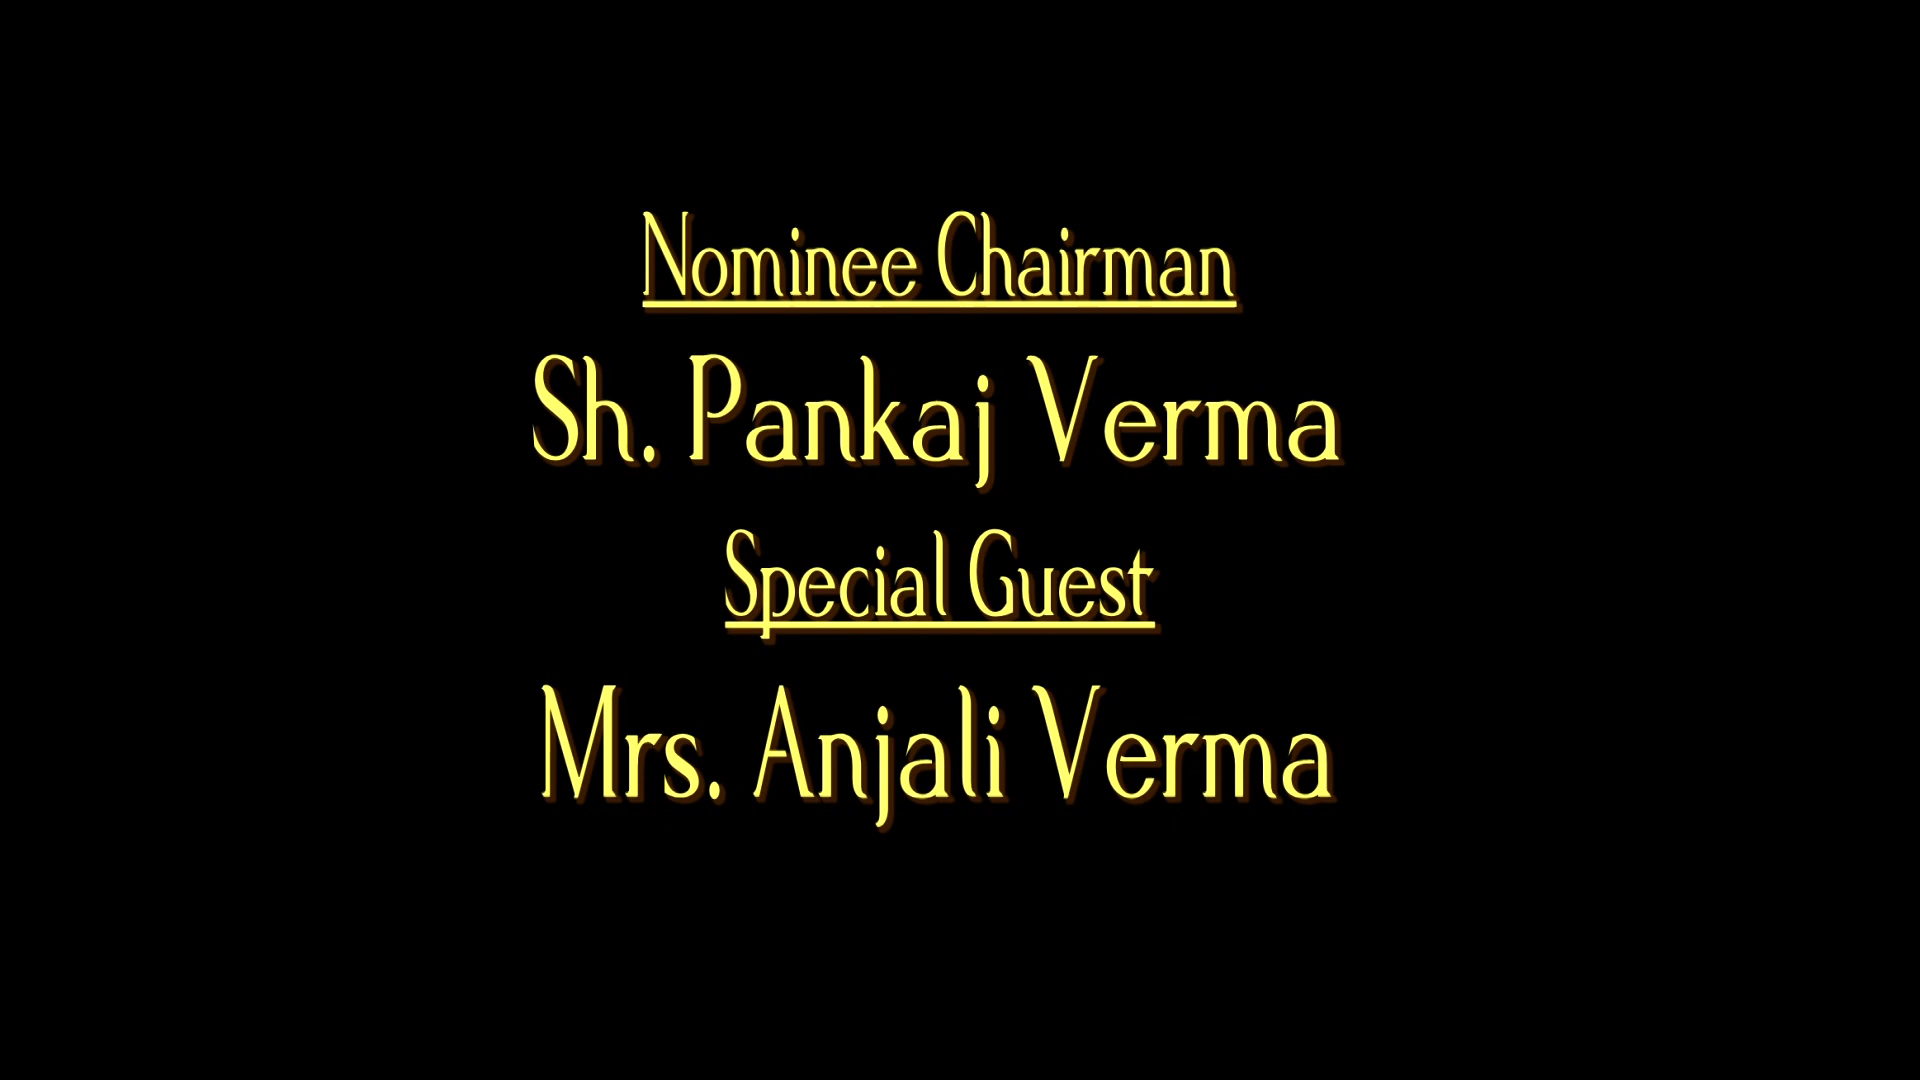 Nominee Chairman
Sh. Pankaj Verma
Special Guest
Mrs. Anjali Verma